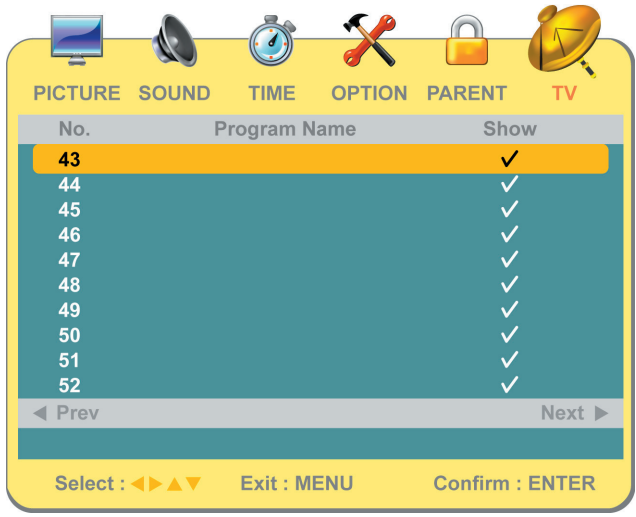 PICTURE SOUND TIME OPTION PARENT TV
No. Program Name Show
43 ✓
44 ✓
45 ✓
46 ✓
47 ✓
48 ✓
49 ✓
50 ✓
51 ✓
52 ✓
◀ Prev Next ▶
Select : ◀▶▲▼ Exit : MENU Confirm : ENTER